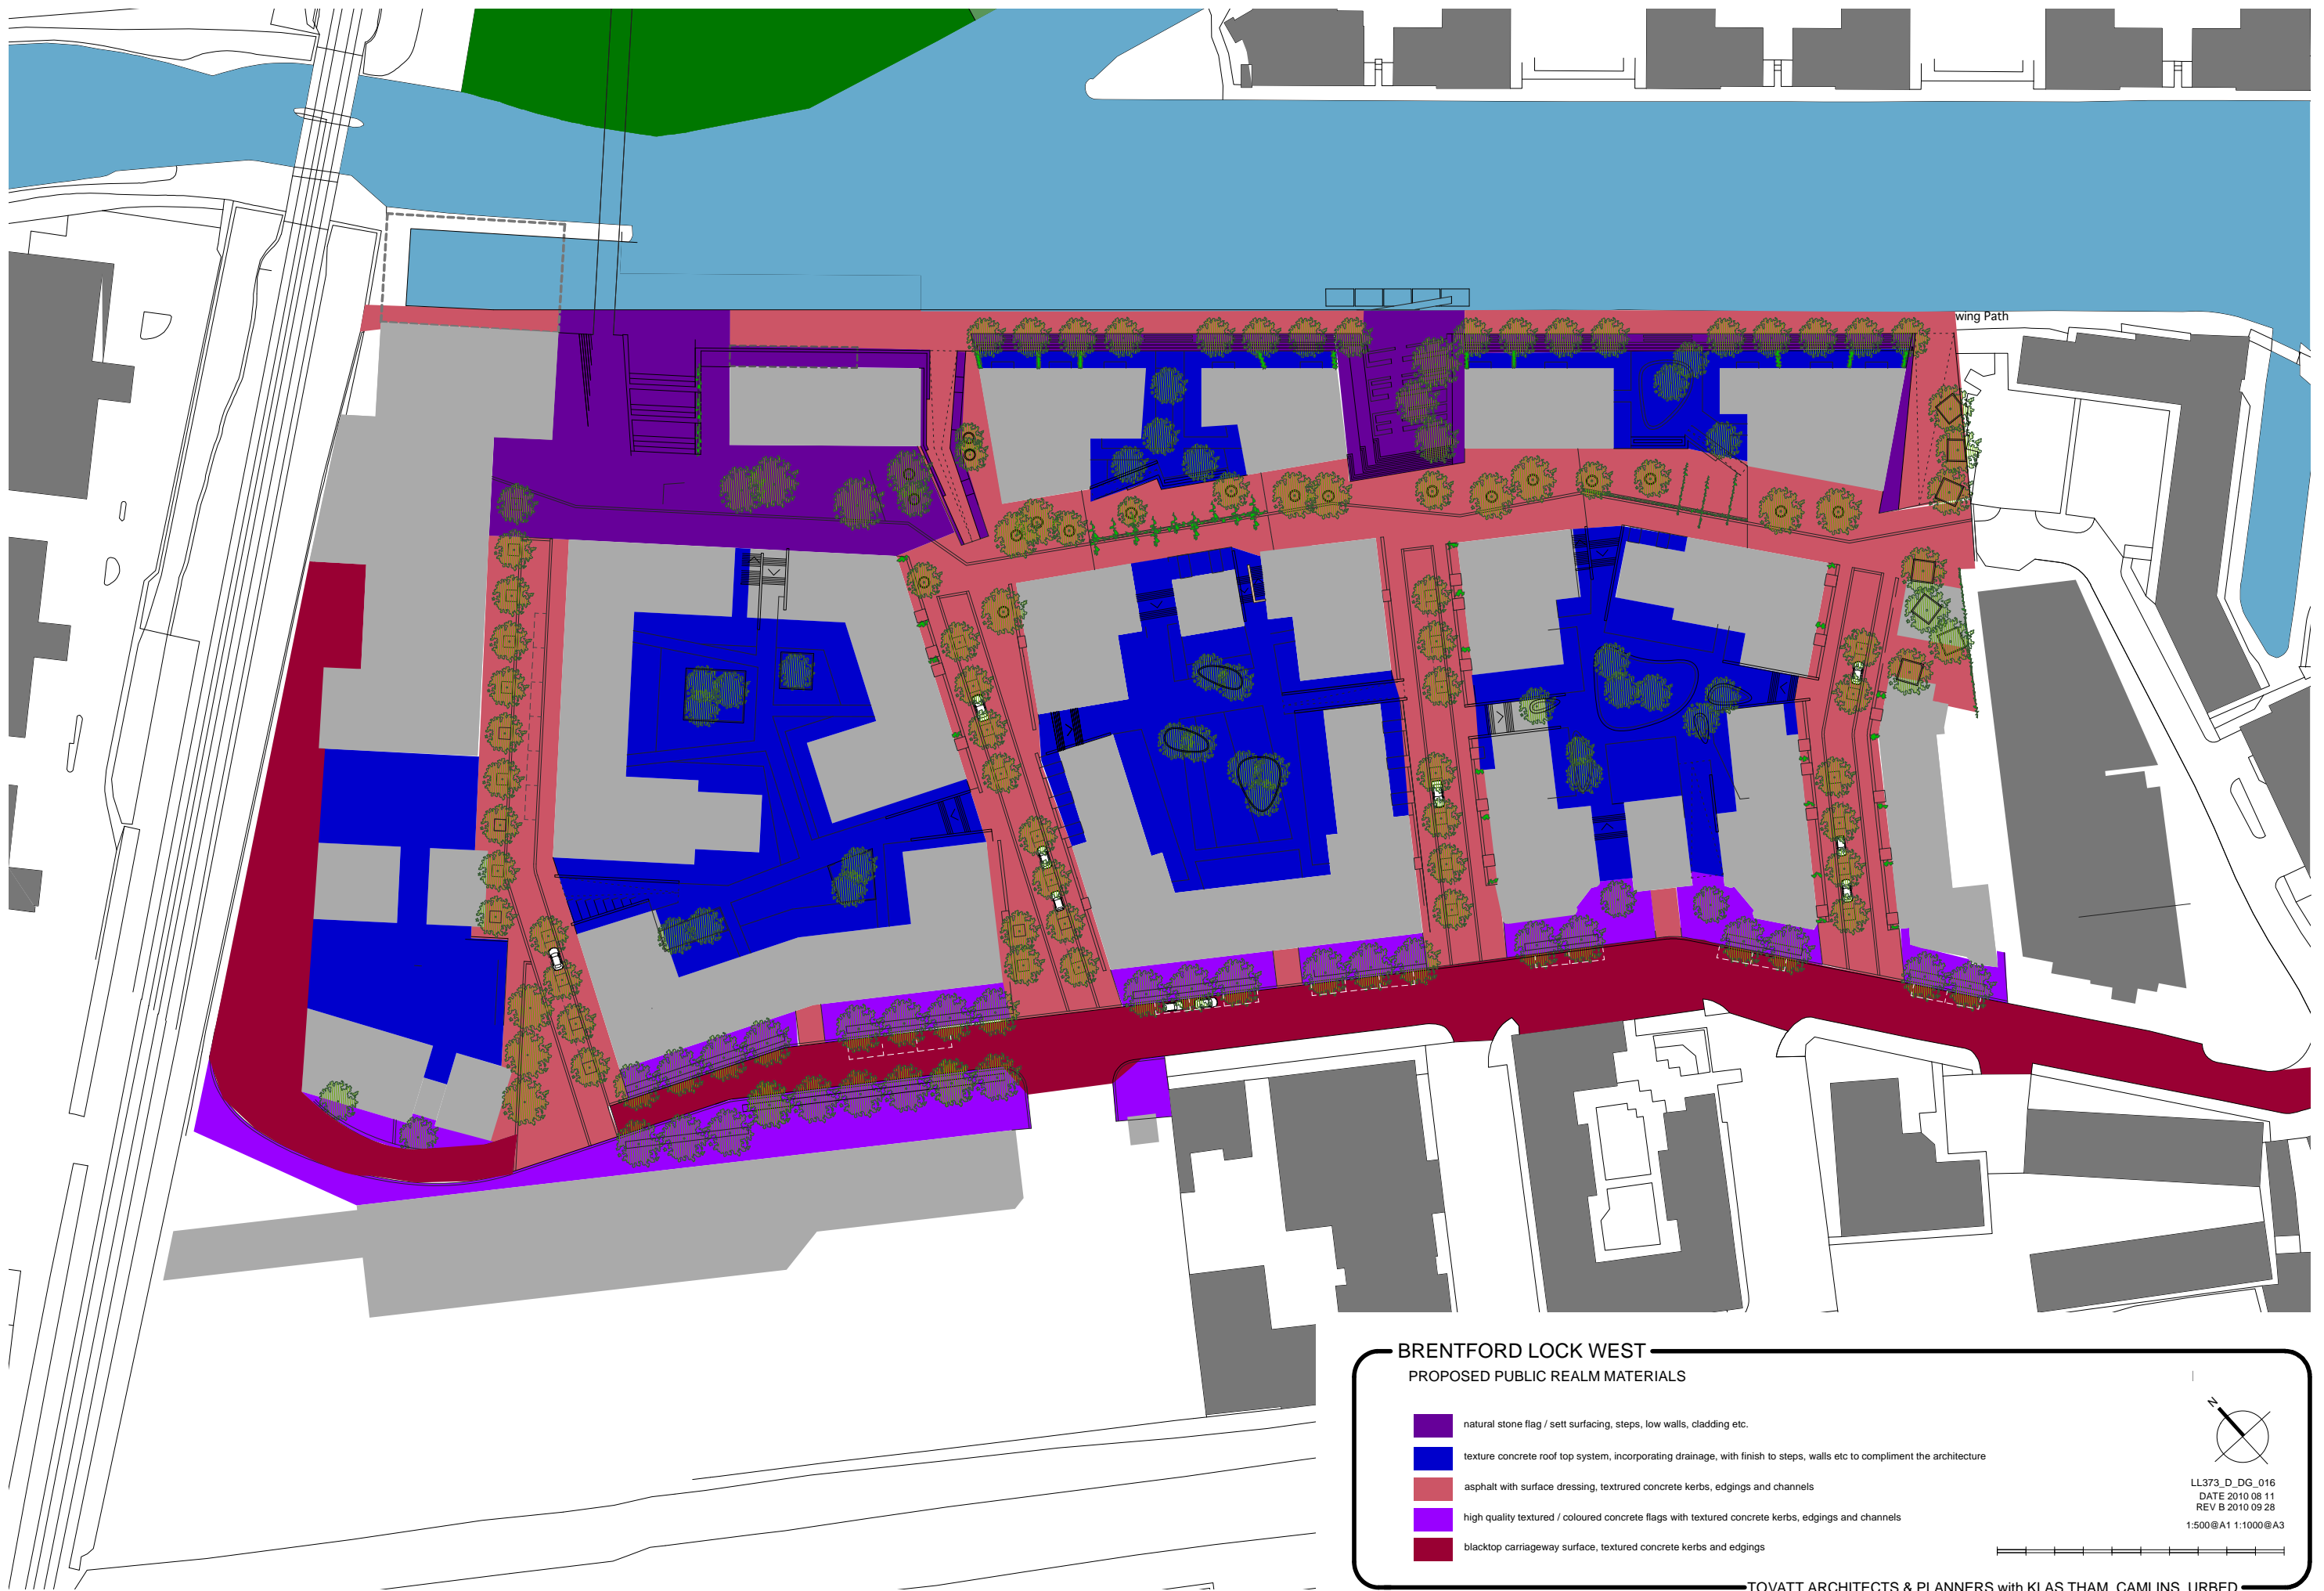 wing Path
BRENTFORD LOCK WEST
PROPOSED PUBLIC REALM MATERIALS
natural stone flag / sett surfacing, steps, low walls, cladding etc.
texture concrete roof top system, incorporating drainage, with finish to steps, walls etc to compliment the architecture
asphalt with surface dressing, textrured concrete kerbs, edgings and channels
high quality textured / coloured concrete flags with textured concrete kerbs, edgings and channels
blacktop carriageway surface, textured concrete kerbs and edgings
N
LL373_D_DG_016
DATE 2010 08 11
REV B 2010 09 28
1:500@A1 1:1000@A3
TOVATT ARCHITECTS & PLANNERS with KLAS THAM, CAMLINS, URBED